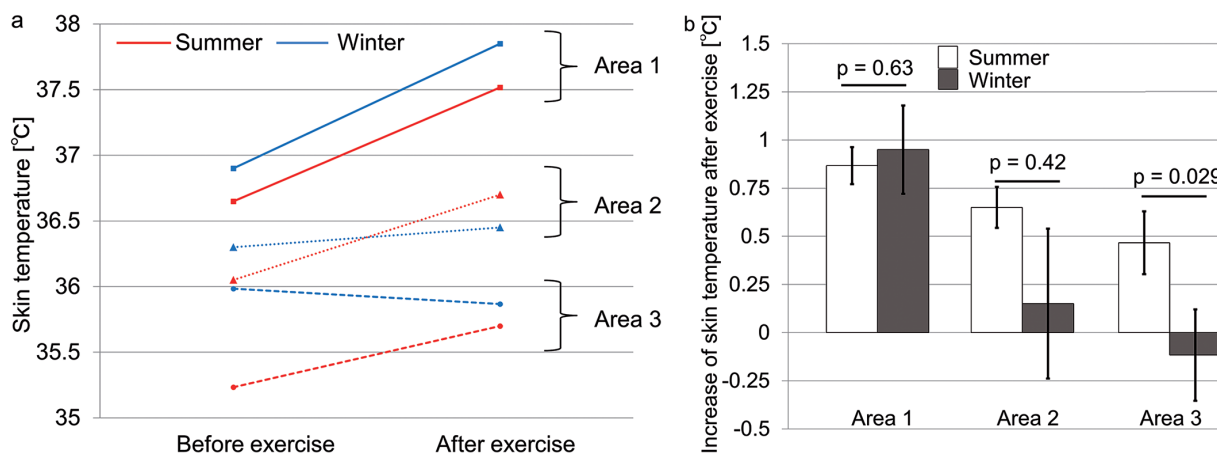 a
Skin temperature [℃]
38
37.5
37
36.5
36
35.5
35
Summer
Winter
Area 1
Area 2
Area 3
Before exercise
After exercise
b
Increase of skin temperature after exercise [℃]
1.5
1.25
1
0.75
0.5
0.25
0
-0.25
-0.5
Summer
Winter
p = 0.63
p = 0.42
p = 0.029
Area 1
Area 2
Area 3